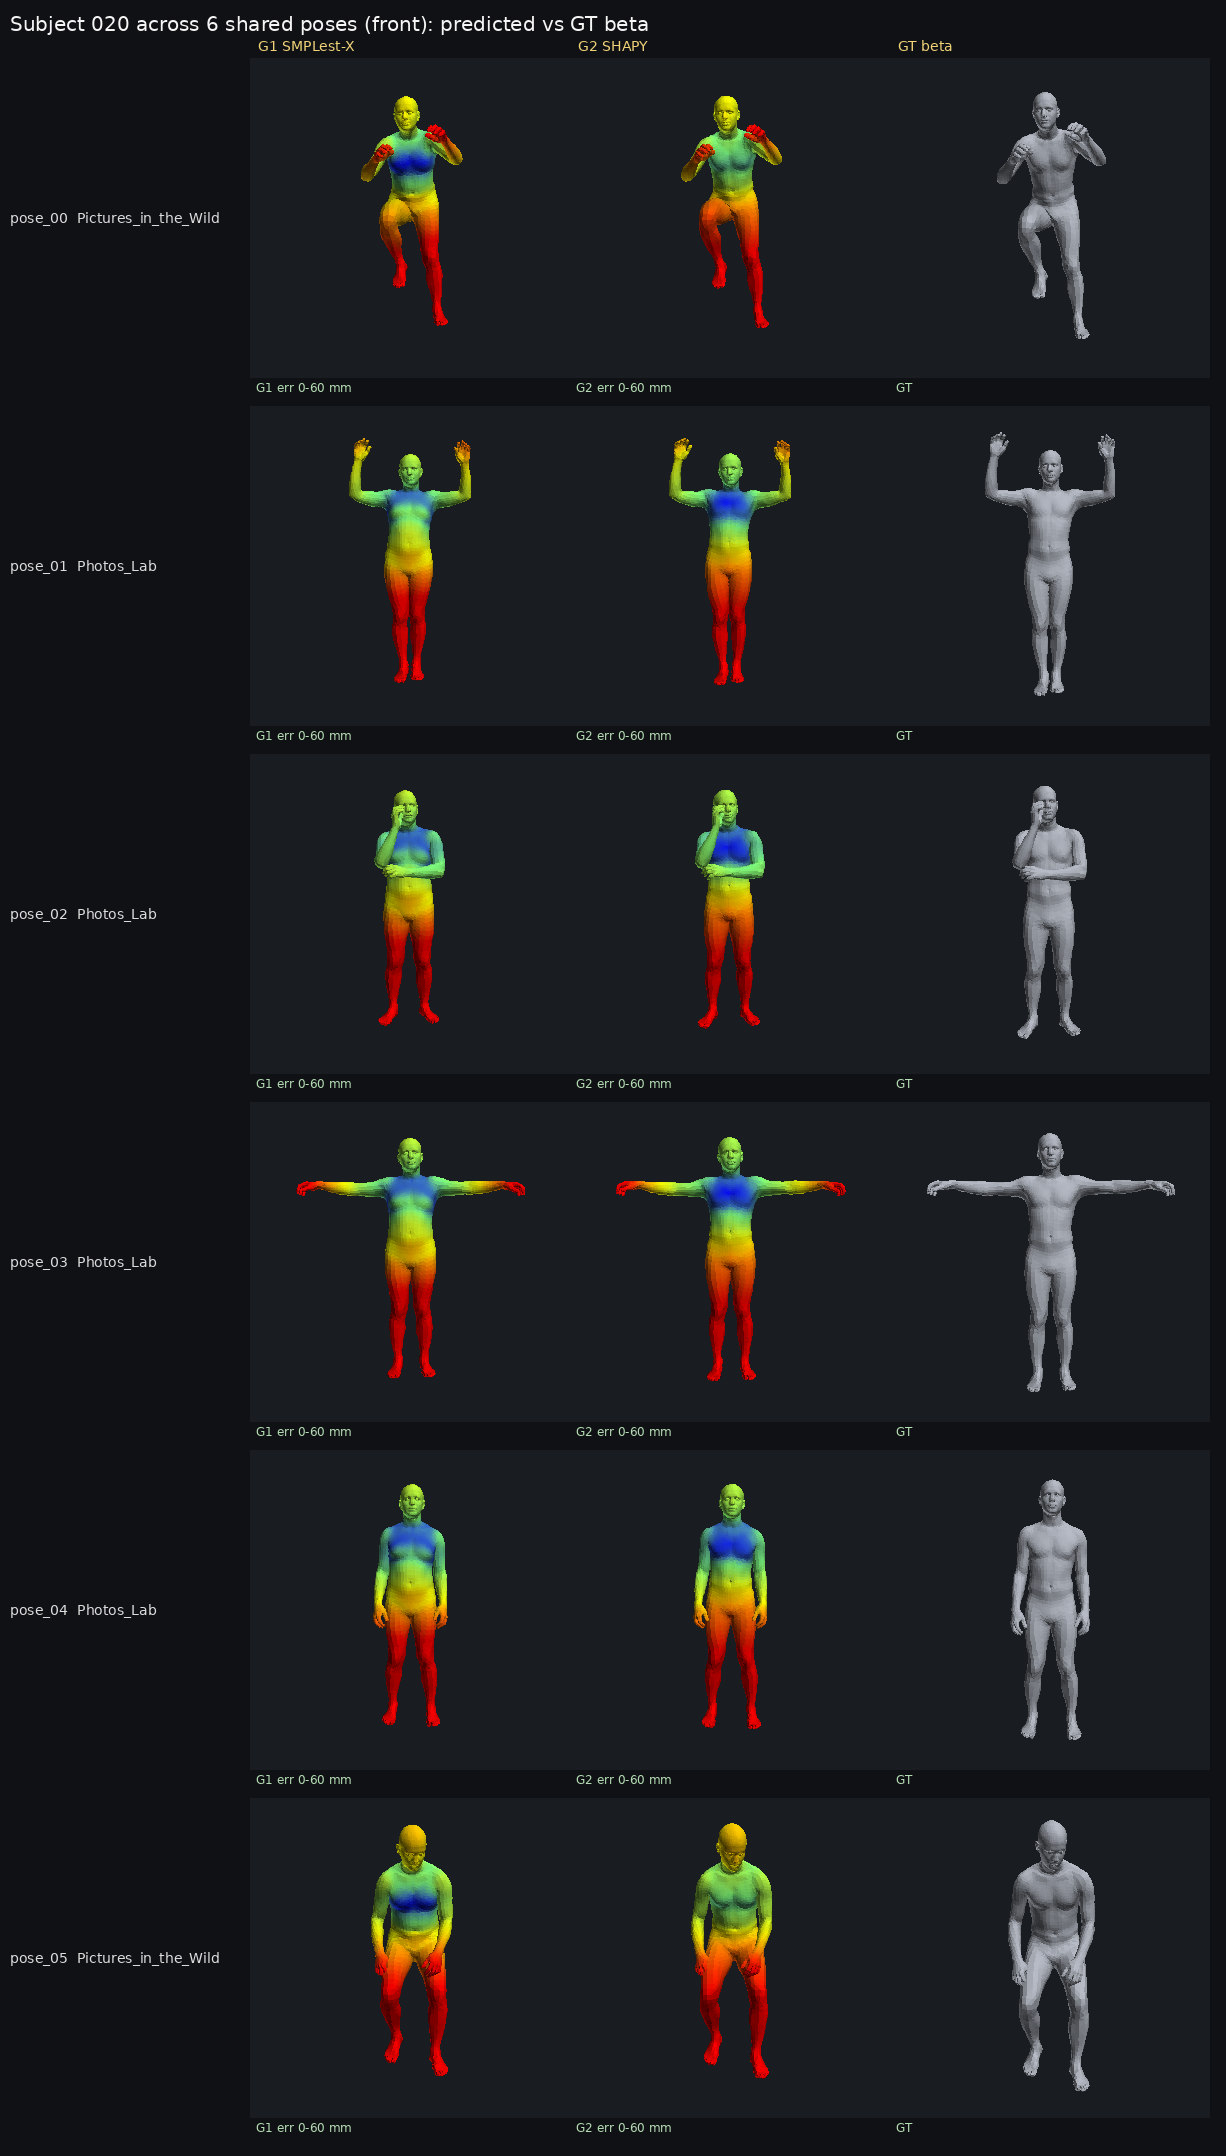 Subject 020 across 6 shared poses (front): predicted vs GT beta
G1 SMPLest-X G2 SHAPY GT beta
pose_00 Pictures_in_the_Wild
G1 err 0-60 mm G2 err 0-60 mm GT
pose_01 Photos_Lab
G1 err 0-60 mm G2 err 0-60 mm GT
pose_02 Photos_Lab
G1 err 0-60 mm G2 err 0-60 mm GT
pose_03 Photos_Lab
G1 err 0-60 mm G2 err 0-60 mm GT
pose_04 Photos_Lab
G1 err 0-60 mm G2 err 0-60 mm GT
pose_05 Pictures_in_the_Wild
G1 err 0-60 mm G2 err 0-60 mm GT